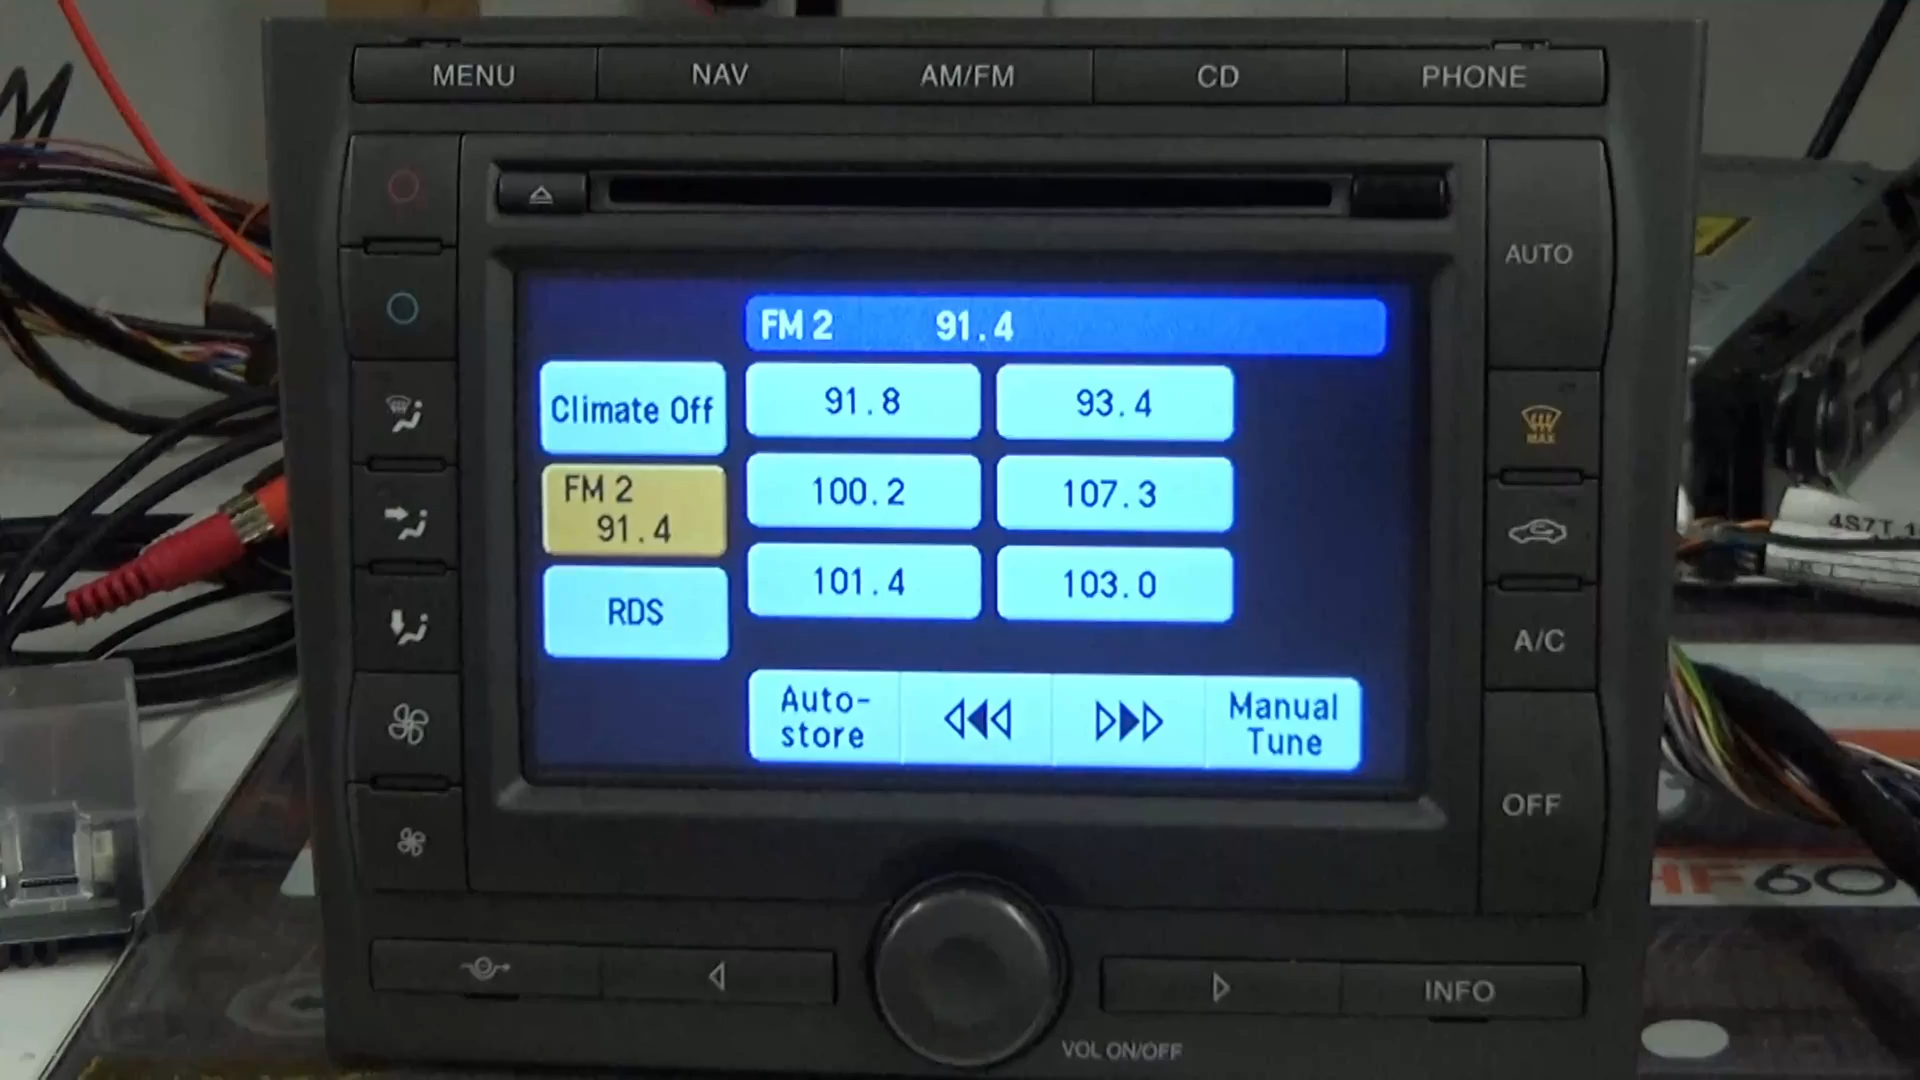 MENU NAV AM/FM CD PHONE
AUTO
FM 2 91.4
Climate Off
91.8 93.4
MAX
FM 2
91.4
100.2 107.3
4S7T
RDS
101.4 103.0
A/C
Auto-
store
Manual
Tune
OFF
HF60
INFO
VOL ON/OFF